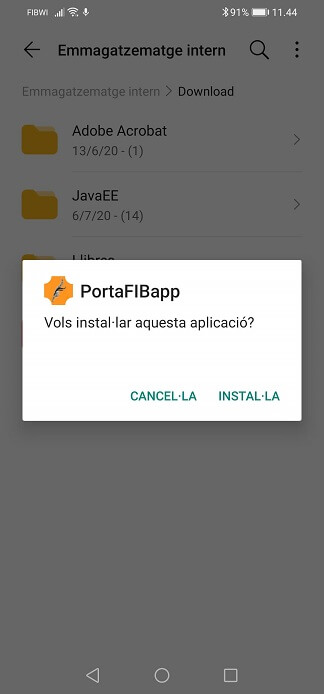 FIBWI 91% 11.44
Emmagatzematge intern
Emmagatzematge intern > Download
Adobe Acrobat
13/6/20 - (1)
JavaEE
6/7/20 - (14)
Llibres
PortaFIBapp
Vols instal·lar aquesta aplicació?
CANCEL·LA INSTAL·LA